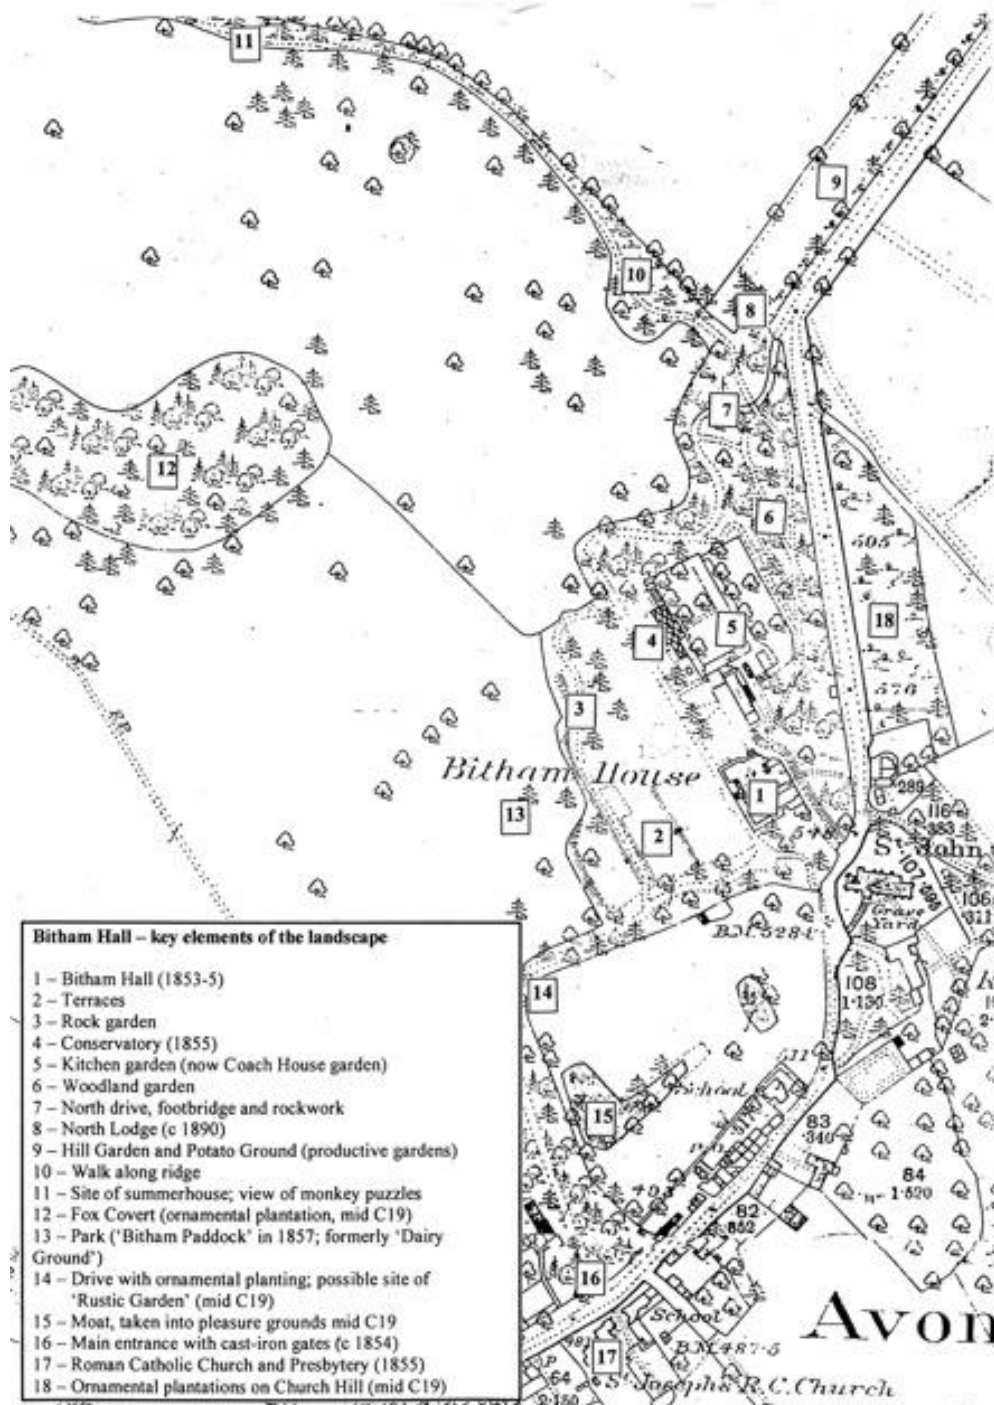 11
9
10
8
7
12
6
605
18
5
4
576
3
Bitham House
1
289
13
2
548
116
353
St John
107
595
106
311
Grave
Yard
B.M. 528·1
108
1·130
14
School
15
83
·340
84
1·520
82
·852
16
Avon
School
B.M. 487·5
17
64
2·150
St Joseph's R.C. Church
Bitham Hall – key elements of the landscape
1 – Bitham Hall (1853-5)
2 – Terraces
3 – Rock garden
4 – Conservatory (1855)
5 – Kitchen garden (now Coach House garden)
6 – Woodland garden
7 – North drive, footbridge and rockwork
8 – North Lodge (c 1890)
9 – Hill Garden and Potato Ground (productive gardens)
10 – Walk along ridge
11 – Site of summerhouse; view of monkey puzzles
12 – Fox Covert (ornamental plantation, mid C19)
13 – Park ('Bitham Paddock' in 1857; formerly 'Dairy
Ground')
14 – Drive with ornamental planting; possible site of
'Rustic Garden' (mid C19)
15 – Moat, taken into pleasure grounds mid C19
16 – Main entrance with cast-iron gates (c 1854)
17 – Roman Catholic Church and Presbytery (1855)
18 – Ornamental plantations on Church Hill (mid C19)